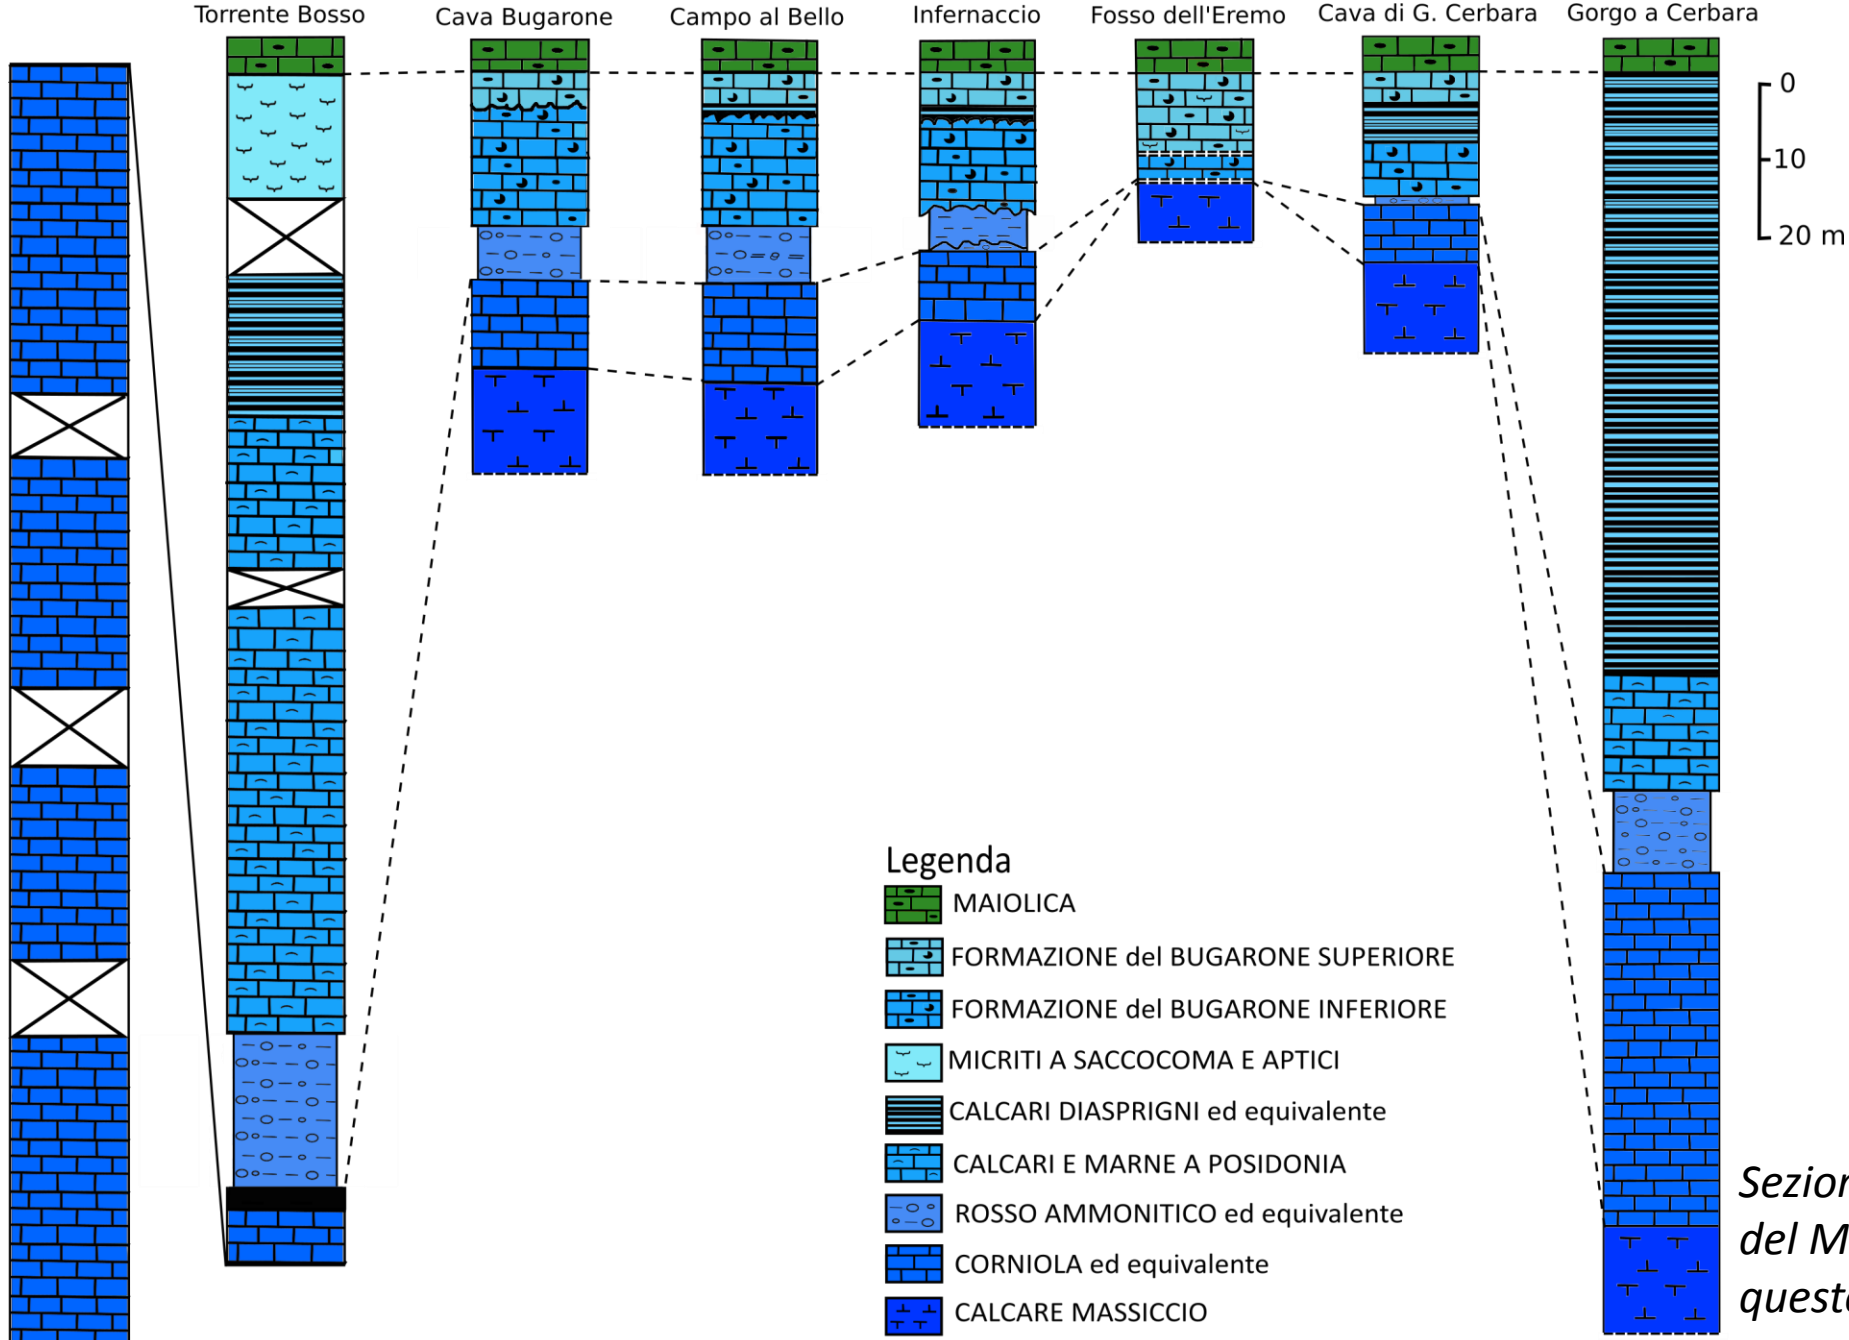 Torrente Bosso
Cava Bugarone
Campo al Bello
Infernaccio
Fosso dell'Eremo
Cava di G. Cerbara
Gorgo a Cerbara
0
10
20 m
Legenda
MAIOLICA
FORMAZIONE del BUGARONE SUPERIORE
FORMAZIONE del BUGARONE INFERIORE
MICRITI A SACCOCOMA E APTICI
CALCARI DIASPRIGNI ed equivalente
CALCARI E MARNE A POSIDONIA
ROSSO AMMONITICO ed equivalente
CORNIOLA ed equivalente
CALCARE MASSICCIO
del